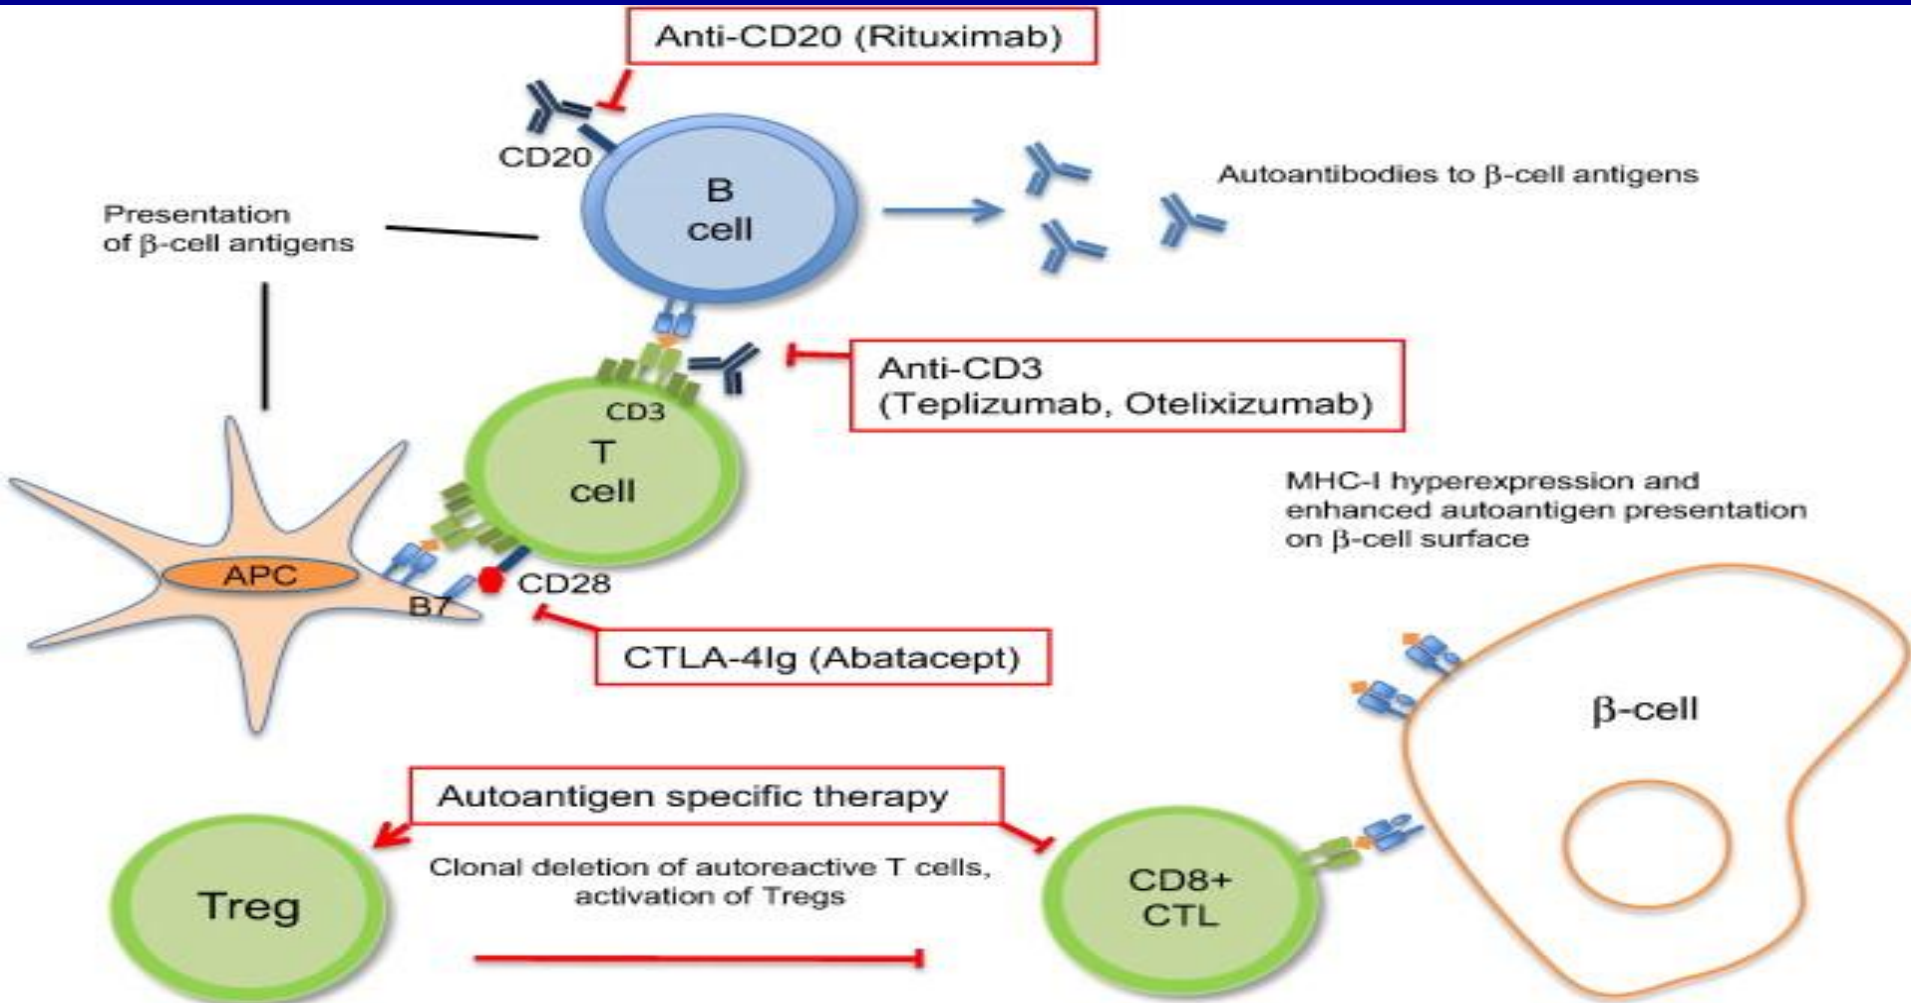 Anti-CD20 (Rituximab)
CD20
B
cell
Autoantibodies to β-cell antigens
Presentation
of β-cell antigens
Anti-CD3
(Teplizumab, Otelixizumab)
CD3
T
cell
MHC-I hyperexpression and
enhanced autoantigen presentation
on β-cell surface
APC
B7
CD28
CTLA-4Ig (Abatacept)
β-cell
Autoantigen specific therapy
Clonal deletion of autoreactive T cells,
activation of Tregs
Treg
CD8+
CTL